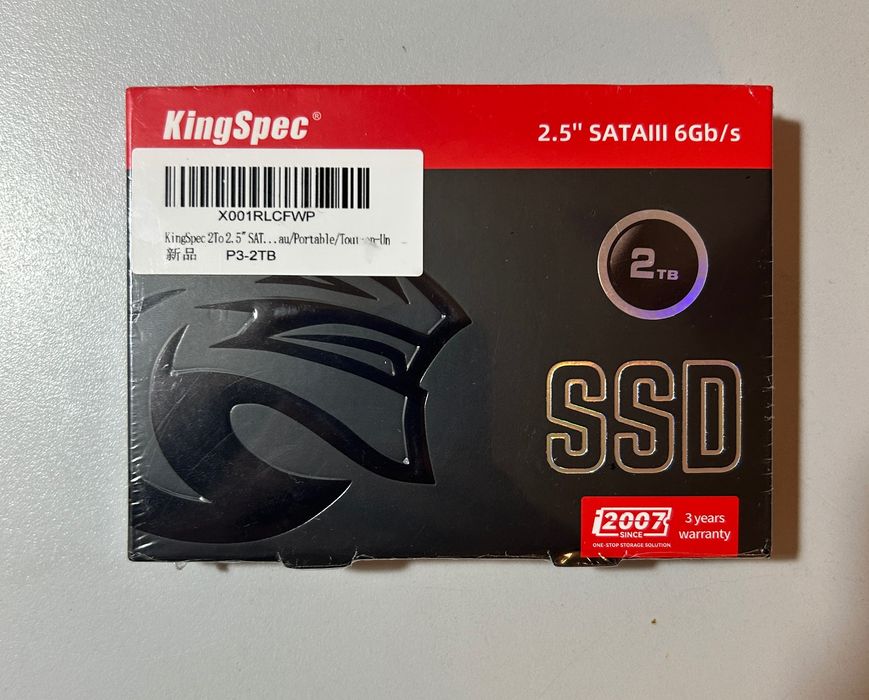 KingSpec®
2.5" SATAIII 6Gb/s
X001RLCFWP
KingSpec 2To 2.5" SAT...au/Portable/Tout-en-Un
新品 P3-2TB
2TB
SSD
2007
SINCE
ONE-STOP STORAGE SOLUTION
3 years
warranty